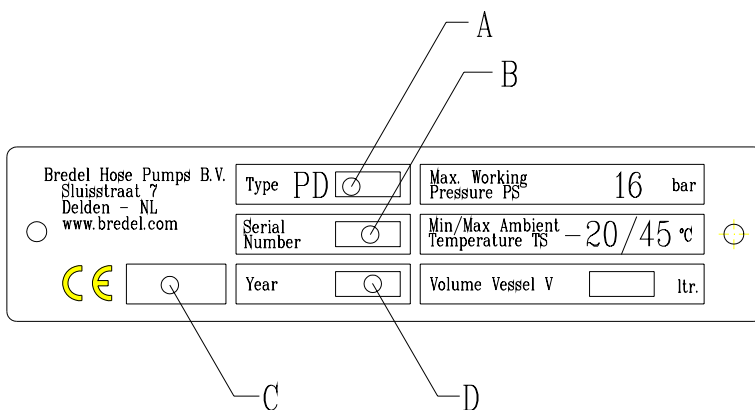 A
B
Bredel Hose Pumps B.V.
Sluisstraat 7
Delden - NL
www.bredel.com
CE
Type PD
Serial
Number
Year
Max. Working
Pressure PS 16 bar
Min/Max Ambient
Temperature TS -20/45 °C
Volume Vessel V ltr.
C
D